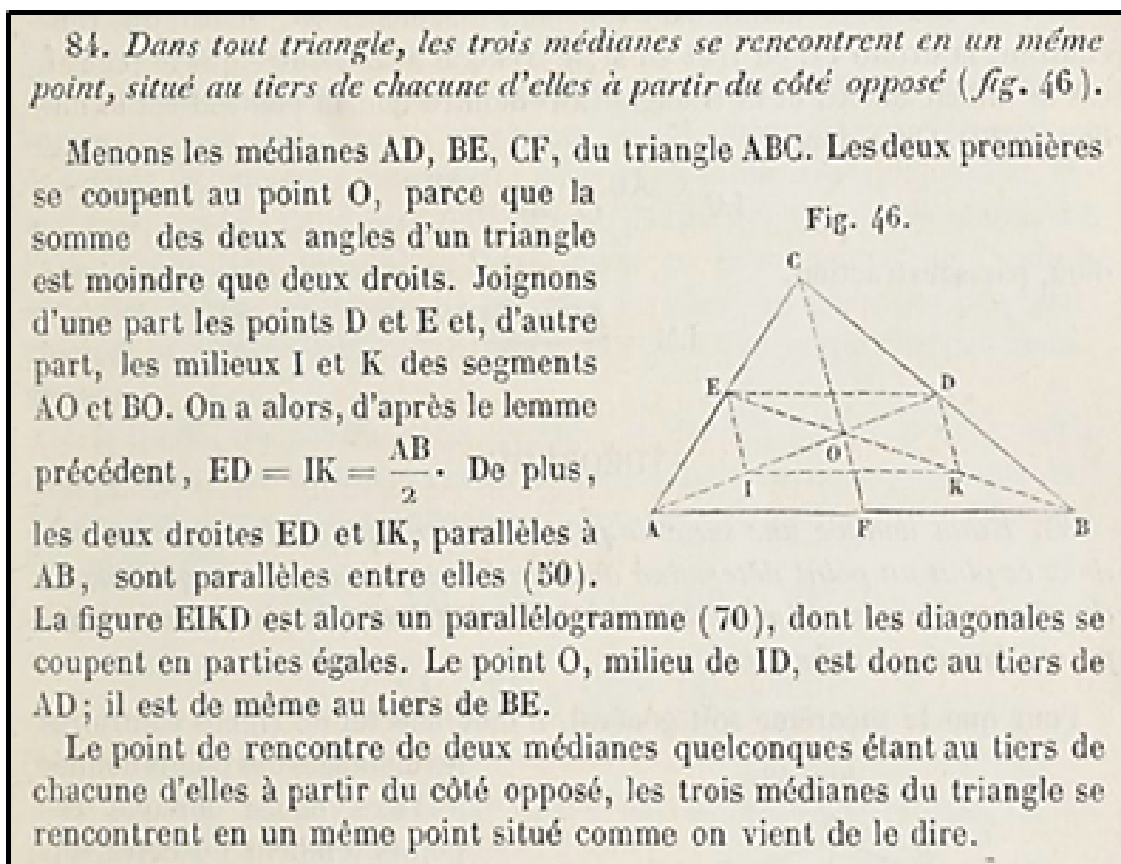 84. Dans tout triangle, les trois médianes se rencontrent en un même
point, situé au tiers de chacune d'elles à partir du côté opposé (fig. 46).
Menons les médianes AD, BE, CF, du triangle ABC. Les deux premières
se coupent au point O, parce que la
somme des deux angles d'un triangle
est moindre que deux droits. Joignons
d'une part les points D et E et, d'autre
part, les milieux I et K des segments
AO et BO. On a alors, d'après le lemme
précédent, ED = IK = AB/2. De plus,
les deux droites ED et IK, parallèles à
AB, sont parallèles entre elles (50).
Fig. 46.
C
E D
O
I K
A F B
La figure EIKD est alors un parallélogramme (70), dont les diagonales se
coupent en parties égales. Le point O, milieu de ID, est donc au tiers de
AD; il est de même au tiers de BE.
Le point de rencontre de deux médianes quelconques étant au tiers de
chacune d'elles à partir du côté opposé, les trois médianes du triangle se
rencontrent en un même point situé comme on vient de le dire.